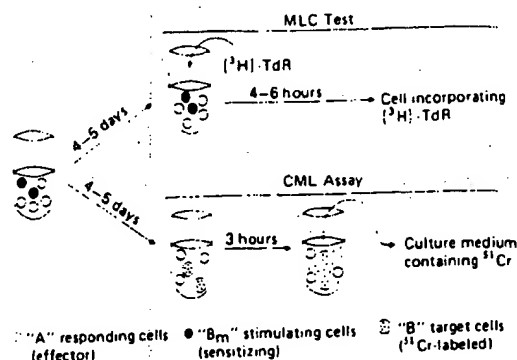 MLC Test
[³H]·TdR
4–5 days
4–6 hours
Cell incorporating
[³H]·TdR
CML Assay
4–5 days
3 hours
Culture medium
containing ⁵¹Cr
"A" responding cells
(effector)
"Bm" stimulating cells
(sensitizing)
"B" target cells
(⁵¹Cr-labeled)